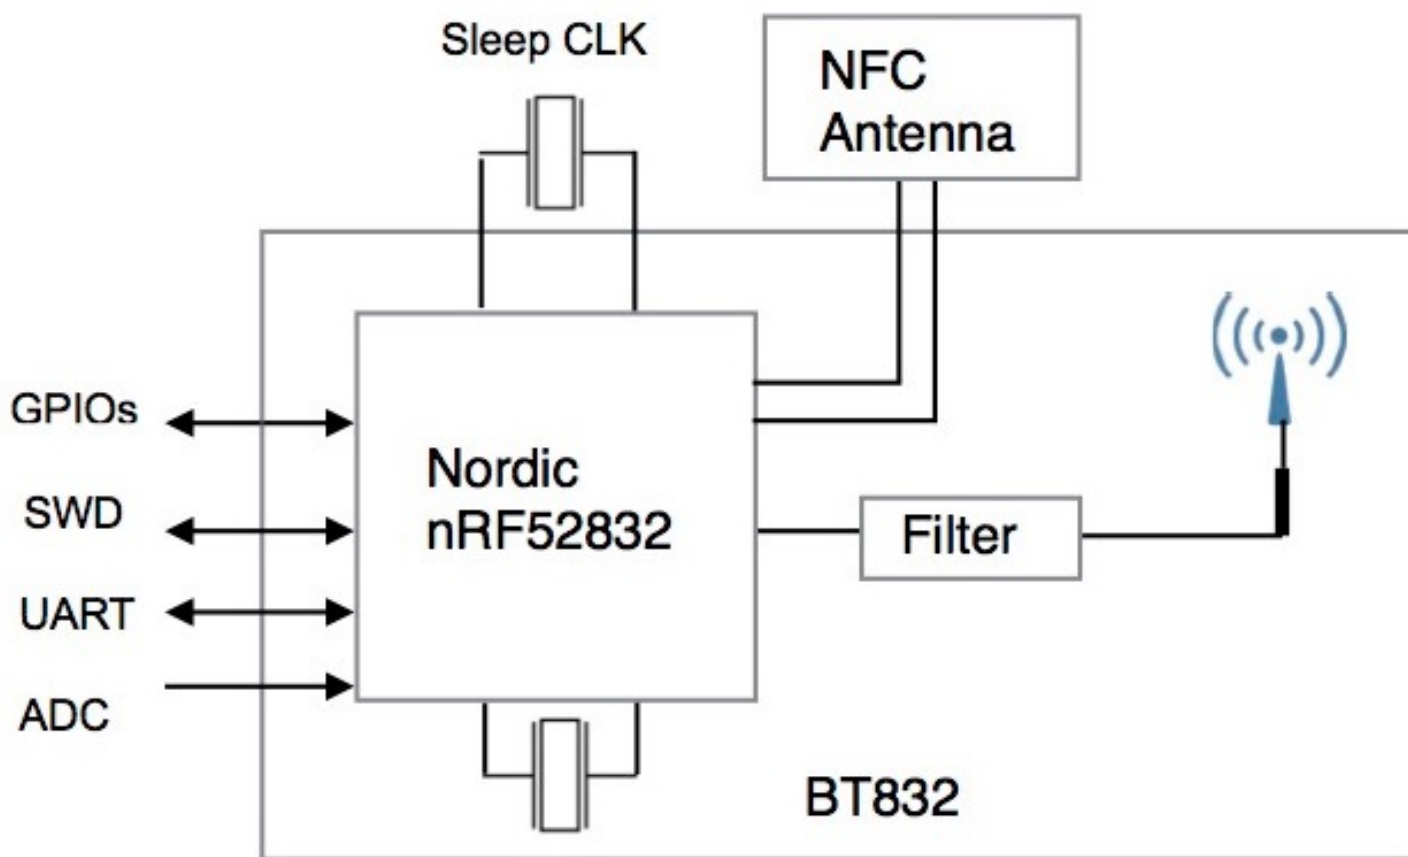 Sleep CLK
NFC
Antenna
GPIOs
SWD
UART
ADC
Nordic
nRF52832
Filter
BT832